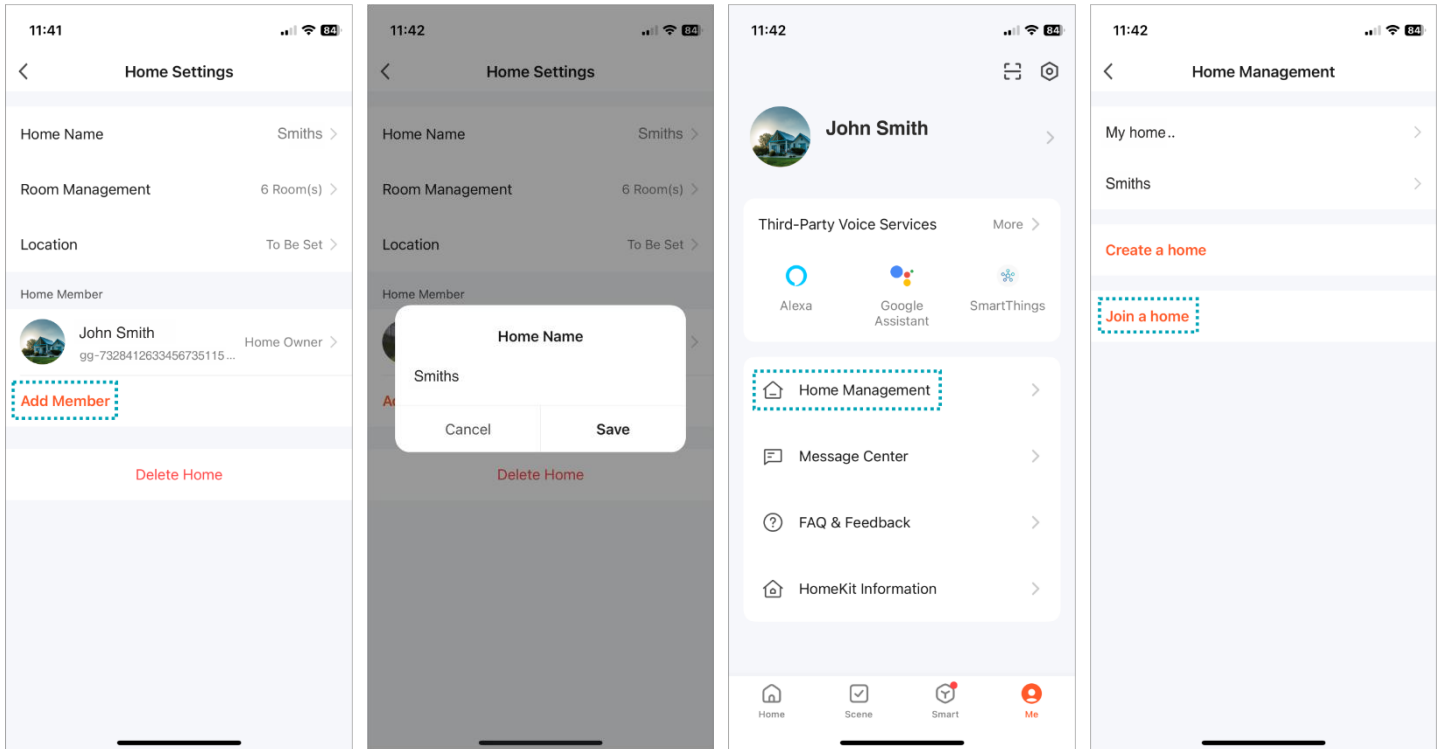 11:41
84
Home Settings
Home Name Smiths
Room Management 6 Room(s)
Location To Be Set
Home Member
John Smith
gg-7328412633456735115...
Home Owner
Add Member
Delete Home
11:42
84
Home Settings
Home Name Smiths
Room Management 6 Room(s)
Location To Be Set
Home Member
Home Name
Smiths
Ad
Cancel Save
Delete Home
11:42
84
John Smith
Third-Party Voice Services More
Alexa
Google
Assistant
SmartThings
Home Management
Message Center
FAQ & Feedback
HomeKit Information
Home Scene Smart Me
11:42
84
Home Management
My home..
Smiths
Create a home
Join a home